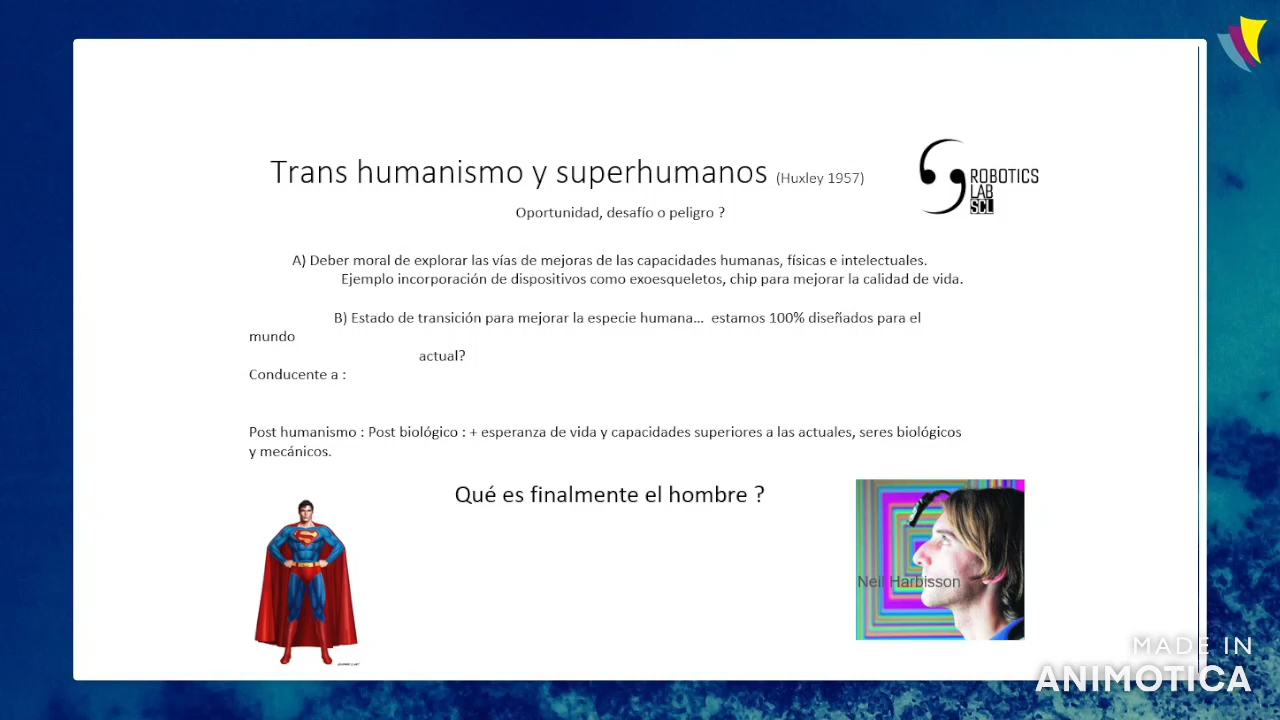 Trans humanismo y superhumanos (Huxley 1957)
ROBOTICS
LAB
SCL
Oportunidad, desafío o peligro ?
A) Deber moral de explorar las vías de mejoras de las capacidades humanas, físicas e intelectuales.
Ejemplo incorporación de dispositivos como exoesqueletos, chip para mejorar la calidad de vida.
B) Estado de transición para mejorar la especie humana... estamos 100% diseñados para el
mundo
actual?
Conducente a :
Post humanismo : Post biológico : + esperanza de vida y capacidades superiores a las actuales, seres biológicos
y mecánicos.
Qué es finalmente el hombre ?
Neil Harbisson
MADE IN
ANIMOTICA